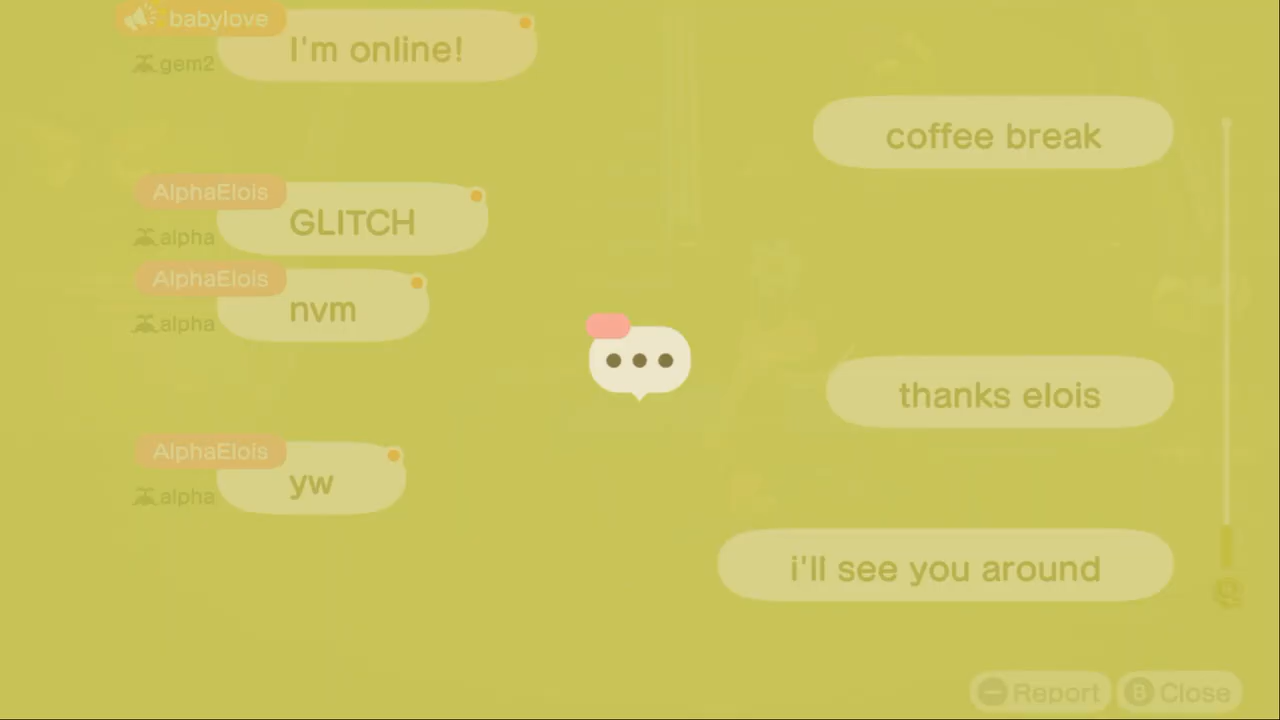 babylove
I'm online!
gem2
coffee break
AlphaElois
GLITCH
alpha
AlphaElois
nvm
alpha
thanks elois
AlphaElois
yw
alpha
i'll see you around
Report
B Close